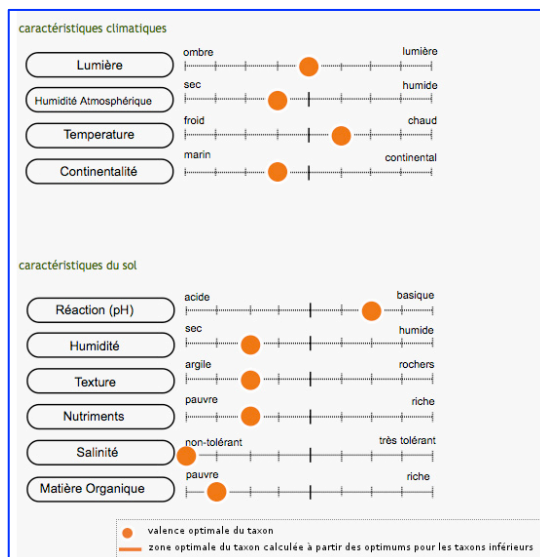 caractéristiques climatiques
ombre lumière
Lumière
sec humide
Humidité Atmosphérique
froid chaud
Temperature
marin continental
Continentalité
caractéristiques du sol
acide basique
Réaction (pH)
sec humide
Humidité
argile rochers
Texture
pauvre riche
Nutriments
non-tolérant très tolérant
Salinité
pauvre riche
Matière Organique
valence optimale du taxon
zone optimale du taxon calculée à partir des optimums pour les taxons inférieurs